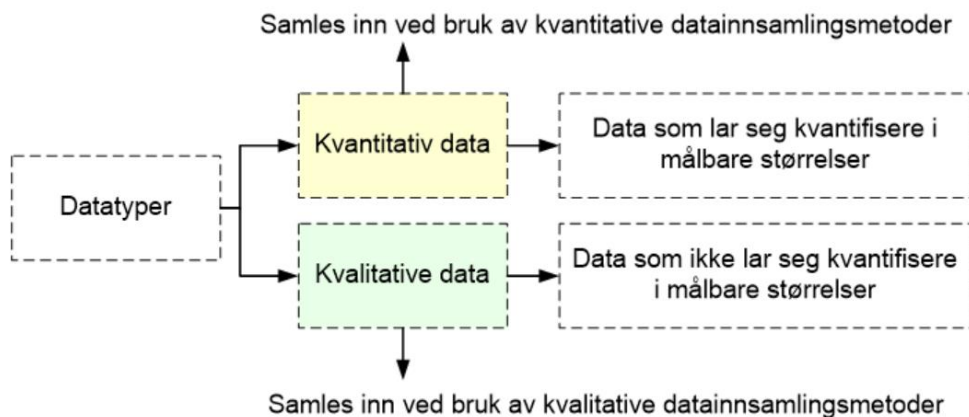 Samles inn ved bruk av kvantitative datainnsamlingsmetoder
Kvantitativ data
Data som lar seg kvantifisere i
målbare størrelser
Datatyper
Kvalitative data
Data som ikke lar seg kvantifisere
i målbare størrelser
Samles inn ved bruk av kvalitative datainnsamlingsmetoder